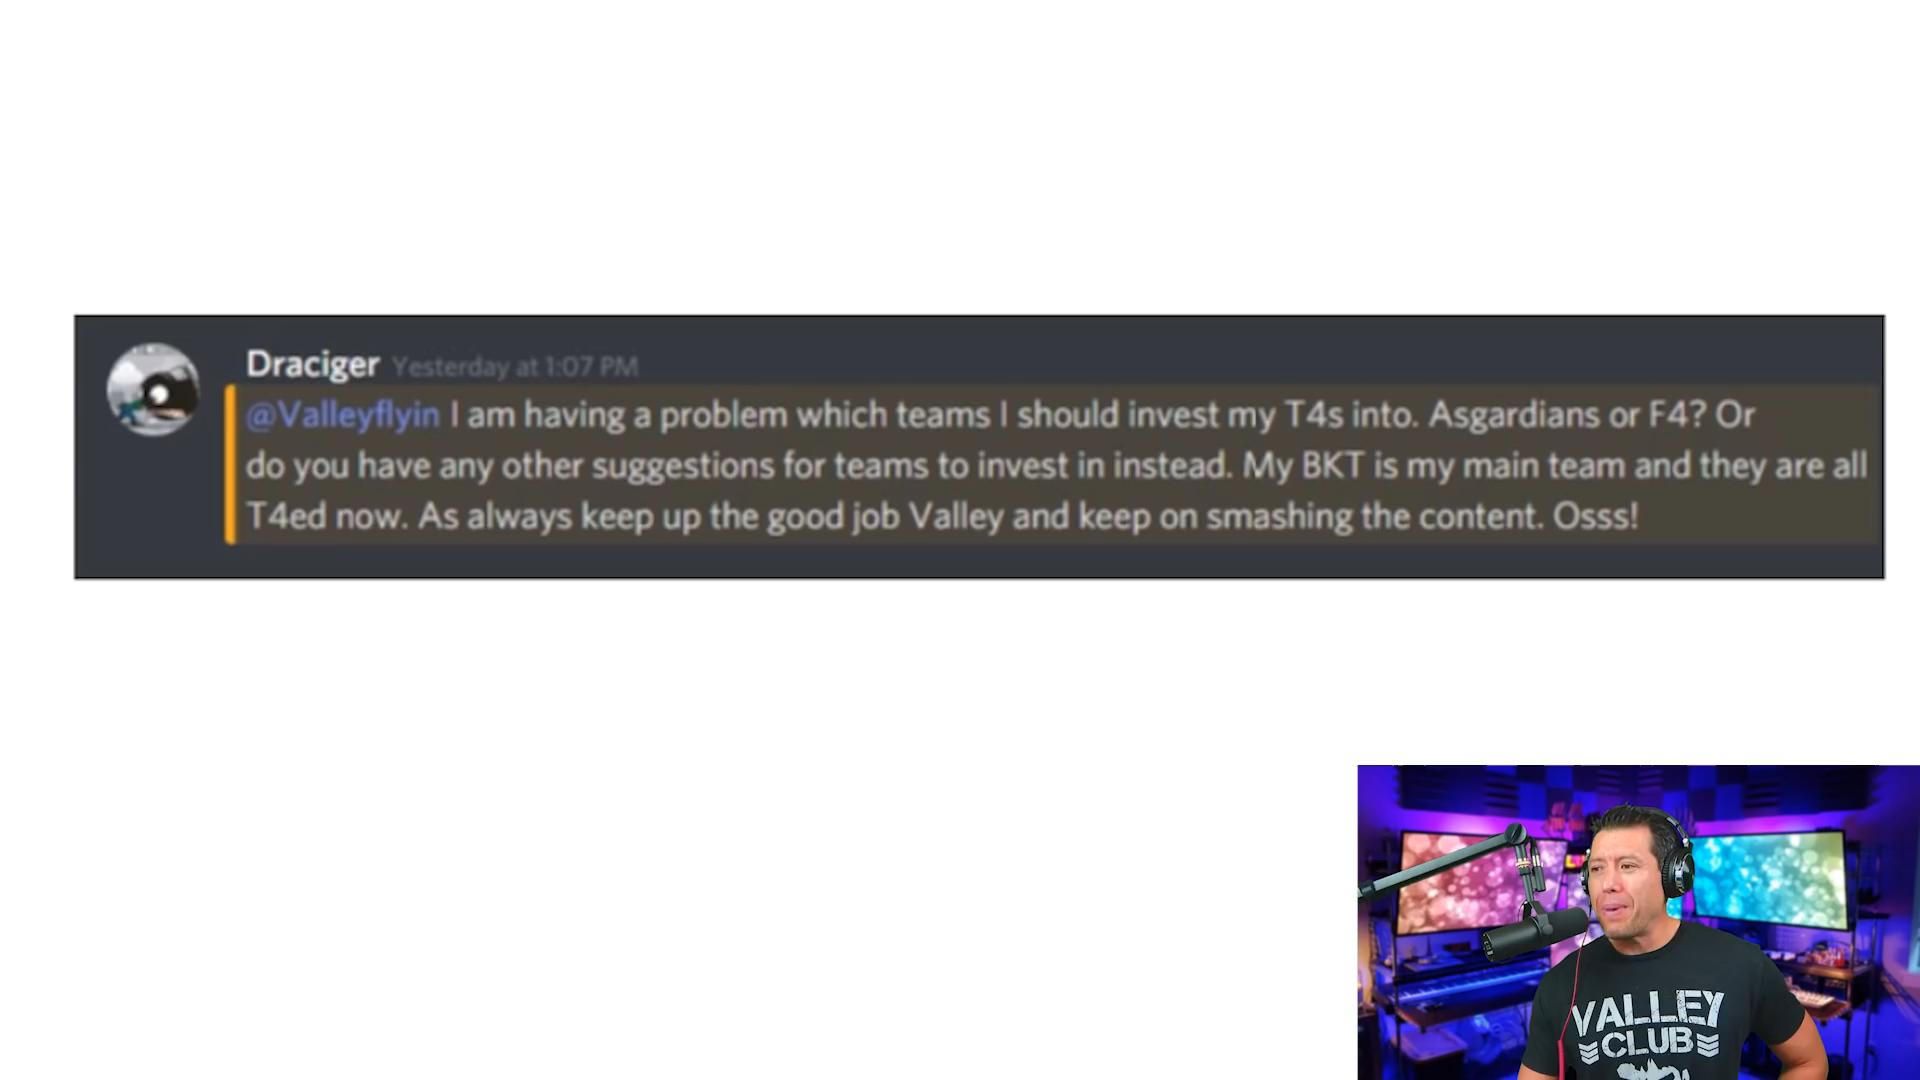 Draciger Yesterday at 1:07 PM
@Valleyflyin I am having a problem which teams I should invest my T4s into. Asgardians or F4? Or
do you have any other suggestions for teams to invest in instead. My BKT is my main team and they are all
T4ed now. As always keep up the good job Valley and keep on smashing the content. Osss!
VALLEY
CLUB